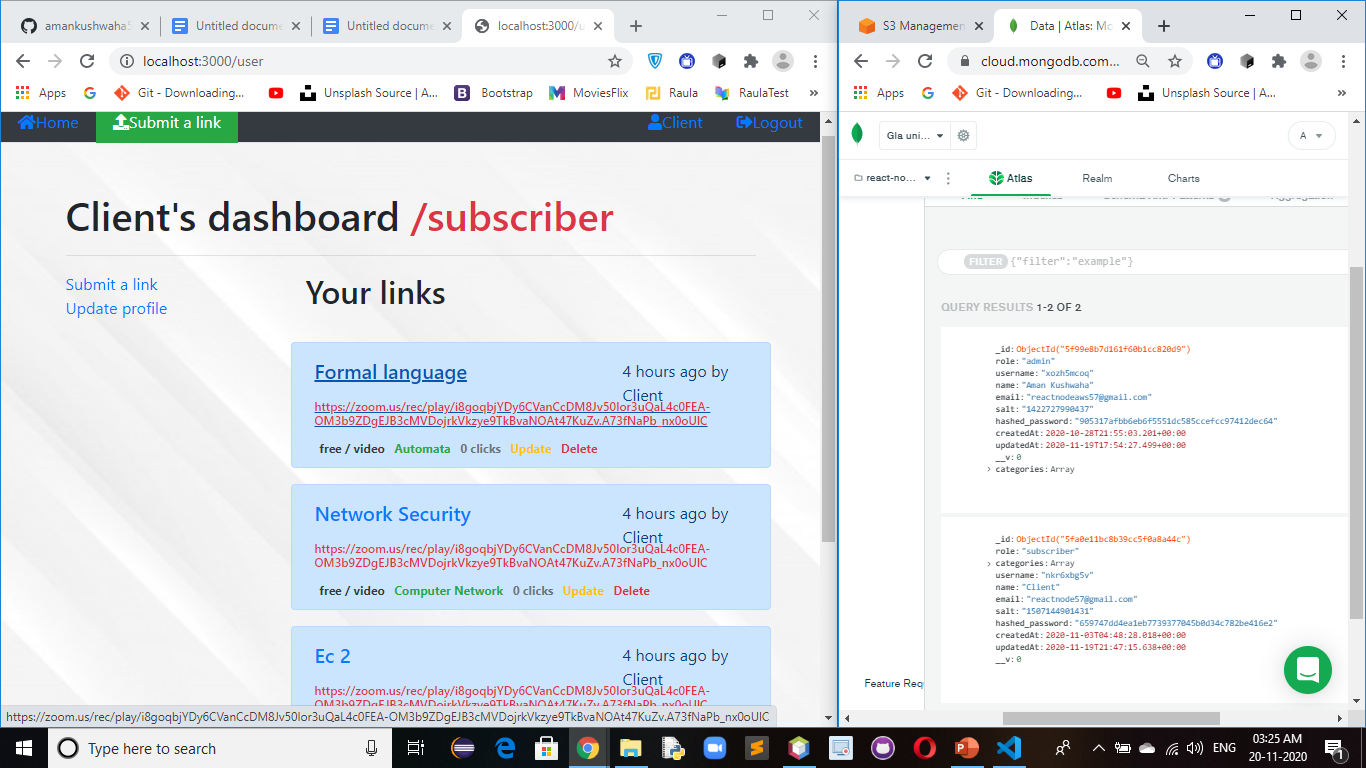 amankushwaha5
Untitled docume
Untitled docume
localhost:3000/u
localhost:3000/user
Apps
Git - Downloading...
Unsplash Source | A...
Bootstrap
MoviesFlix
Raula
RaulaTest
»
Home
Submit a link
Client
Logout
Client's dashboard /subscriber
Submit a link
Update profile
Your links
Formal language
4 hours ago by
Client
https://zoom.us/rec/play/i8goqbjYDy6CVanCcDM8Jv50lor3uQaL4c0FEA-
OM3b9ZDgEJB3cMVDojrkVkzye9TkBvaNOAt47KuZv.A73fNaPb_nx0oUlC
free / video Automata 0 clicks Update Delete
Network Security
4 hours ago by
Client
https://zoom.us/rec/play/i8goqbjYDy6CVanCcDM8Jv50lor3uQaL4c0FEA-
OM3b9ZDgEJB3cMVDojrkVkzye9TkBvaNOAt47KuZv.A73fNaPb_nx0oUlC
free / video Computer Network 0 clicks Update Delete
Ec 2
4 hours ago by
Client
https://zoom.us/rec/play/i8goqbjYDy6CVanCcDM8Jv50lor3uQaL4c0FEA-
https://zoom.us/rec/play/i8goqbjYDy6CVanCcDM8Jv50lor3uQaL4c0FEA-OM3b9ZDgEJB3cMVDojrkVkzye9TkBvaNOAt47KuZv.A73fNaPb_nx0oUlC
S3 Managemen
Data | Atlas: Mo
cloud.mongodb.com...
Apps
Git - Downloading...
Unsplash Source | A...
»
Gla uni...
A
react-no...
Atlas
Realm
Charts
FILTER {"filter":"example"}
QUERY RESULTS 1-2 OF 2
_id: ObjectId("5f99e8b7d161f60b1cc820d9")
role: "admin"
username: "xozh5mcoq"
name: "Aman Kushwaha"
email: "reactnodeaws57@gmail.com"
salt: "1422727990437"
hashed_password: "905317afbb6eb6f5551dc585ccefcc97412dec64"
createdAt: 2020-10-28T21:55:03.201+00:00
updatedAt: 2020-11-19T17:54:27.499+00:00
__v: 0
categories: Array
_id: ObjectId("5fa0e11bc8b39cc5f0a8a44c")
role: "subscriber"
categories: Array
username: "nkr6xbg5v"
name: "Client"
email: "reactnode57@gmail.com"
salt: "1507144901431"
hashed_password: "659747dd4ea1eb7739377045b0d34c782be416e2"
createdAt: 2020-11-03T04:48:28.018+00:00
updatedAt: 2020-11-19T21:47:15.638+00:00
__v: 0
Feature Req
Type here to search
ENG
03:25 AM
20-11-2020
1